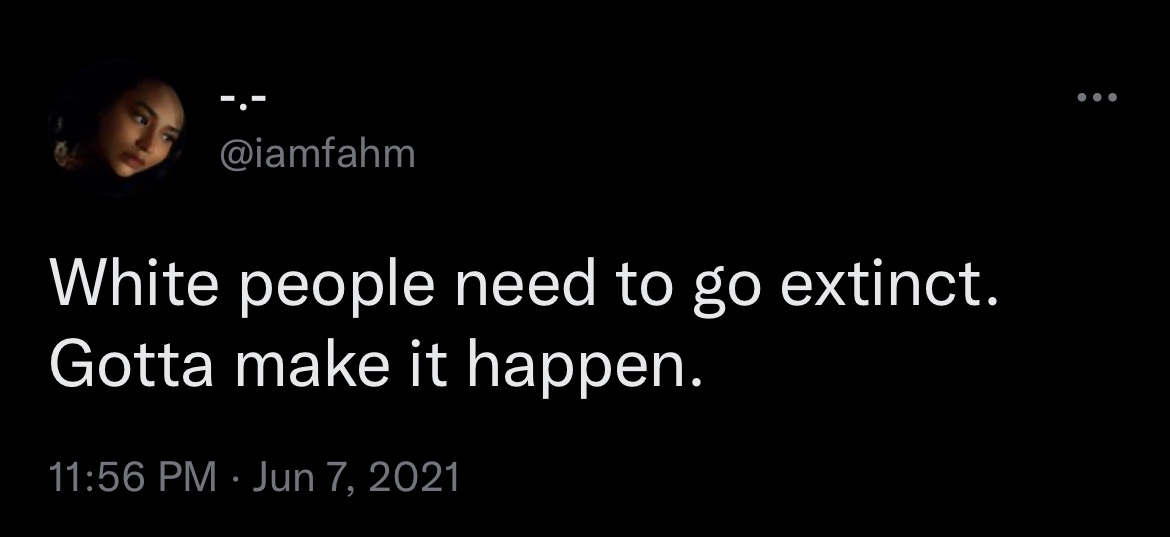 -.-
@iamfahm
White people need to go extinct.
Gotta make it happen.
11:56 PM · Jun 7, 2021